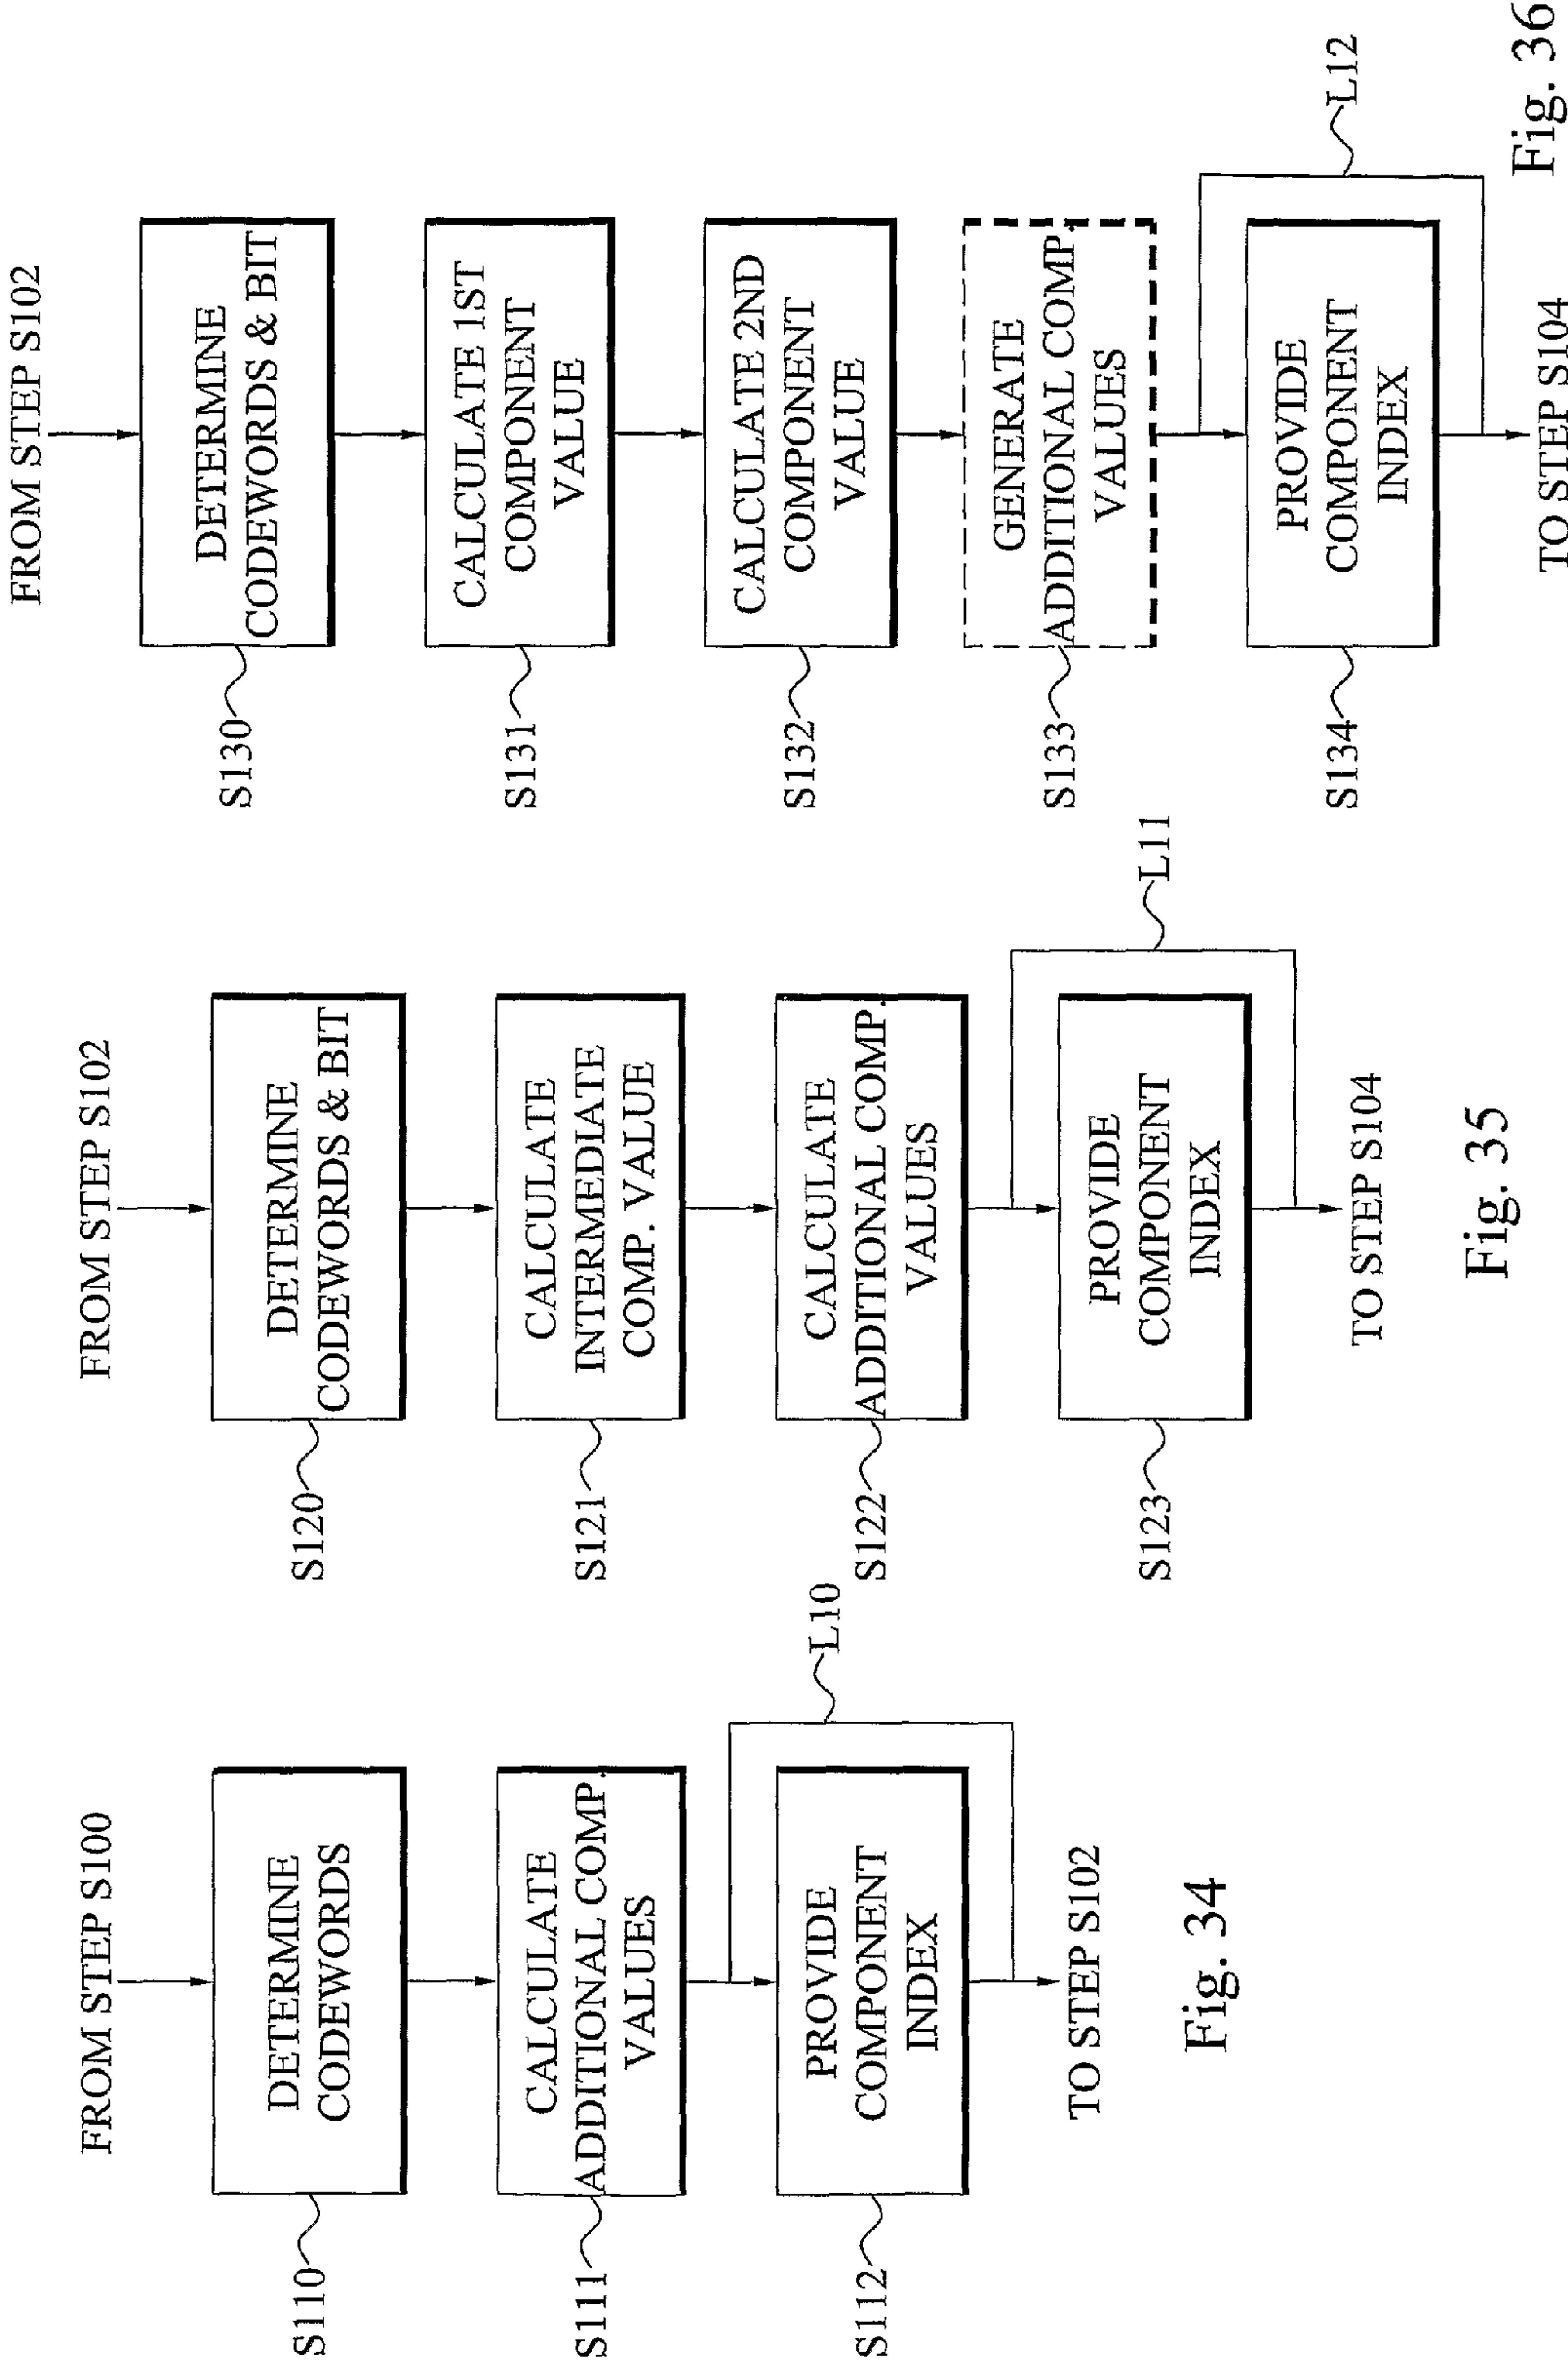 FROM STEP S100
S110
DETERMINE
CODEWORDS
S111
CALCULATE
ADDITIONAL COMP.
VALUES
L10
S112
PROVIDE
COMPONENT
INDEX
TO STEP S102
Fig. 34
FROM STEP S102
S120
DETERMINE
CODEWORDS & BIT
S121
CALCULATE
INTERMEDIATE
COMP. VALUE
S122
CALCULATE
ADDITIONAL COMP.
VALUES
L11
S123
PROVIDE
COMPONENT
INDEX
TO STEP S104
Fig. 35
FROM STEP S102
S130
DETERMINE
CODEWORDS & BIT
S131
CALCULATE 1ST
COMPONENT
VALUE
S132
CALCULATE 2ND
COMPONENT
VALUE
S133
GENERATE
ADDITIONAL COMP.
VALUES
L12
S134
PROVIDE
COMPONENT
INDEX
TO STEP S104
Fig. 36